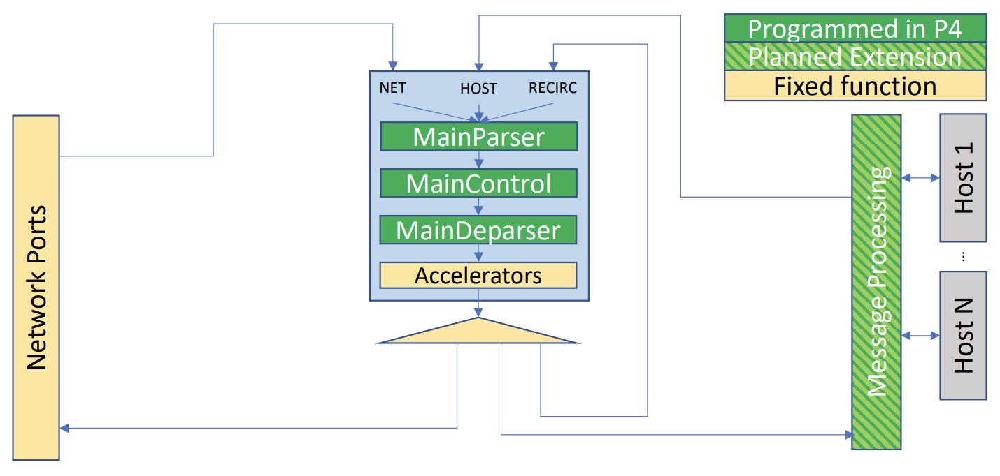 Programmed in P4
Planned Extension
Fixed function
NET HOST RECIRC
MainParser
MainControl
MainDeparser
Accelerators
Network Ports
Message Processing
Host 1
...
Host N